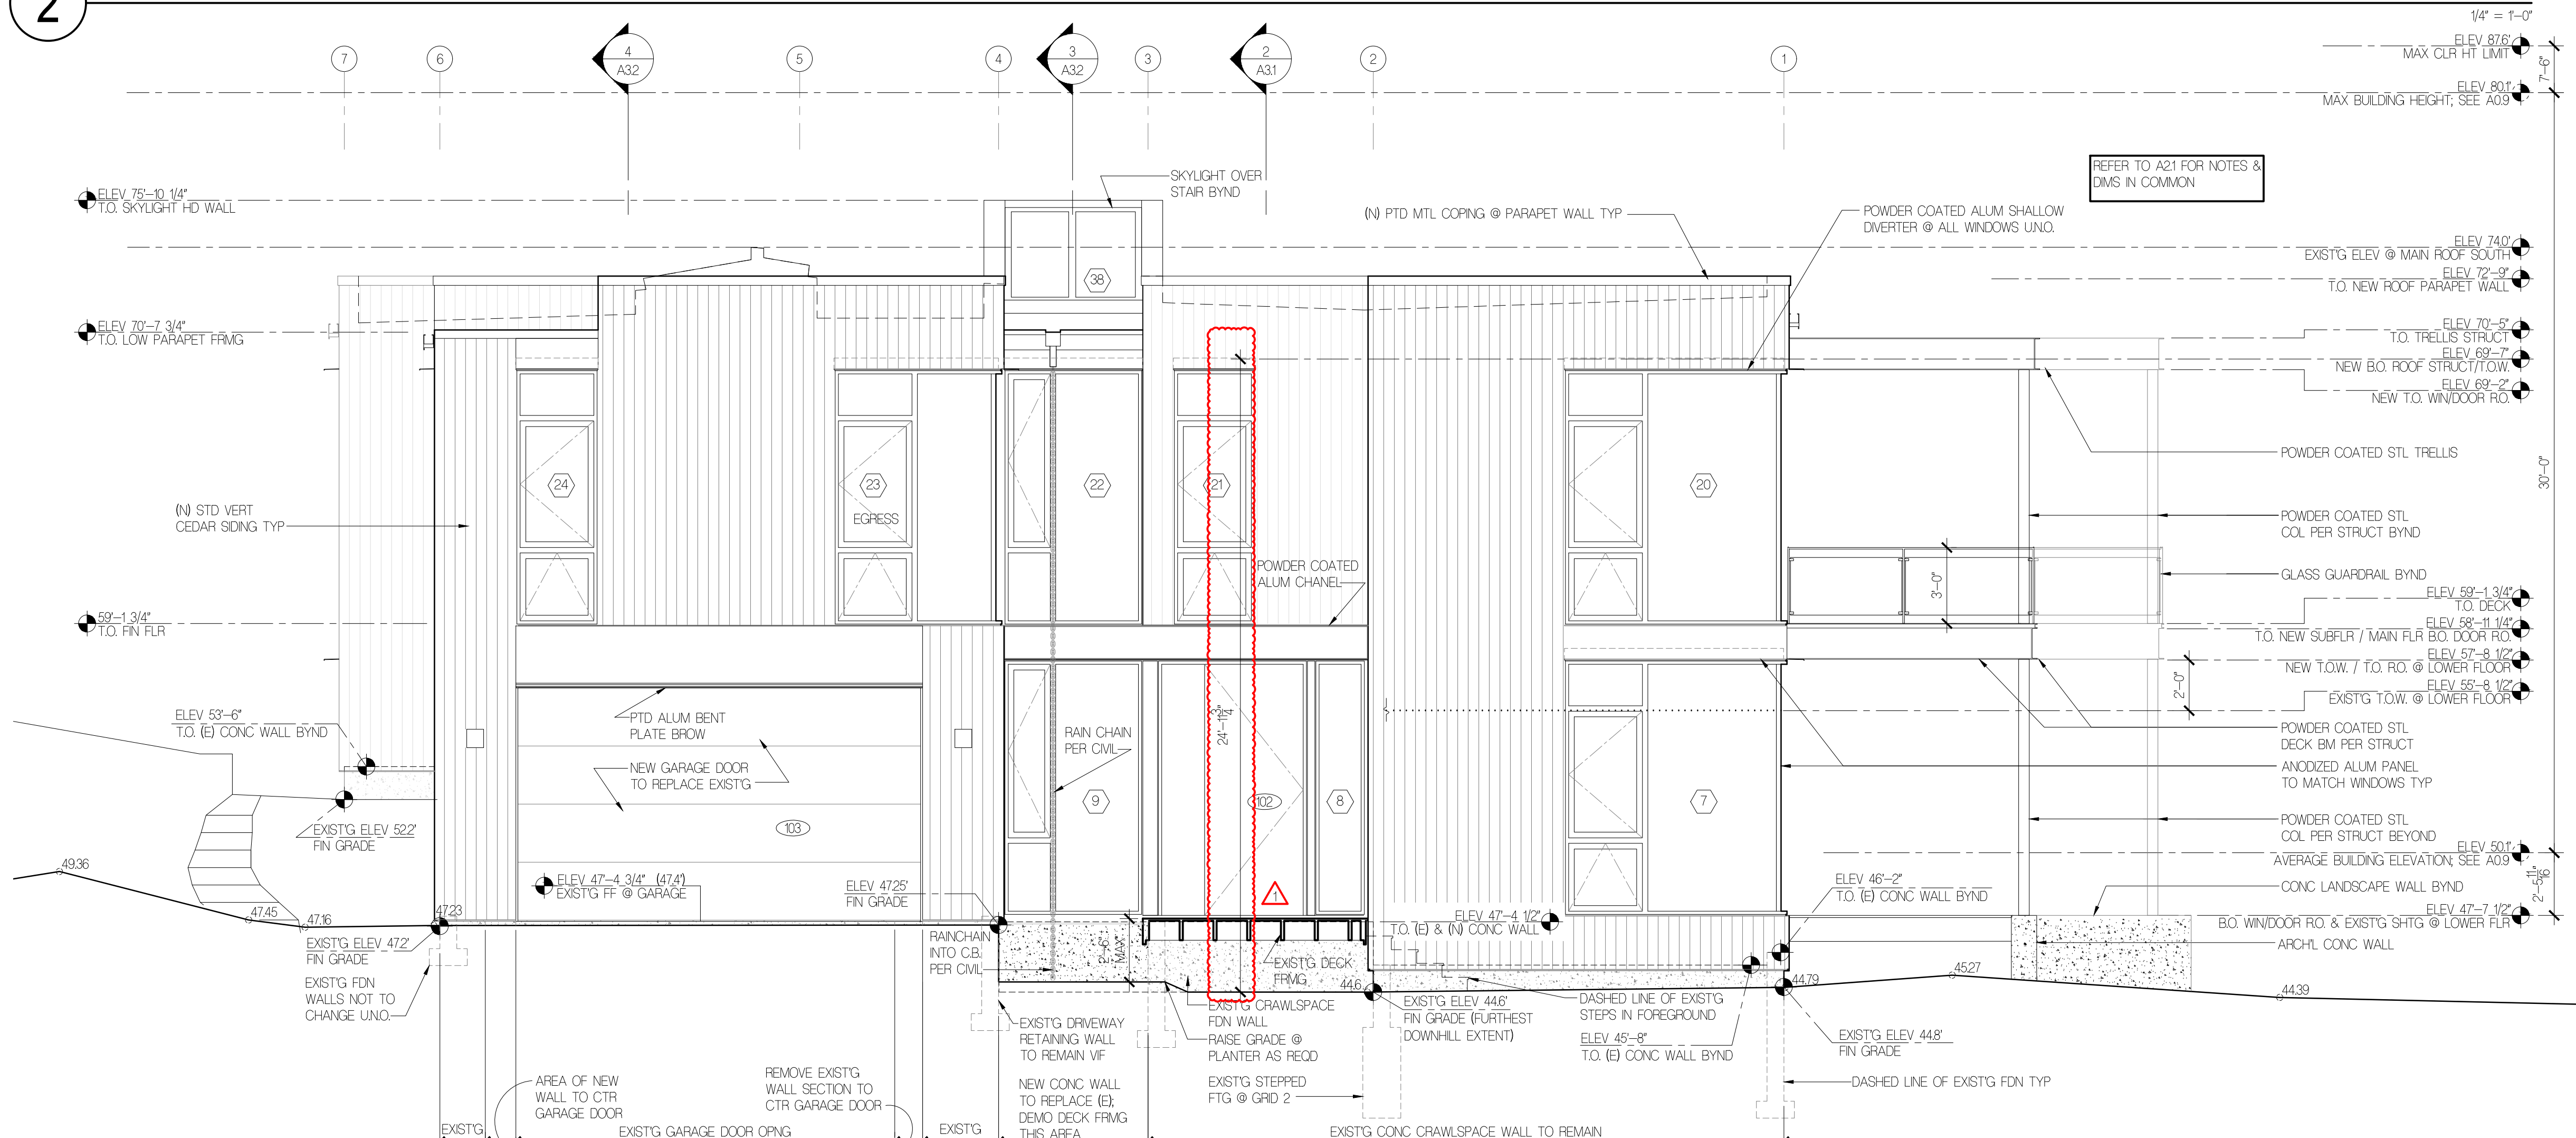 2
1/4" = 1'-0"
7
6
4
A3.2
5
4
3
A3.2
3
2
A3.1
2
1
ELEV 87.6'
MAX CLR HT LIMIT
7'-6"
ELEV 80.1'
MAX BUILDING HEIGHT; SEE A0.9
REFER TO A2.1 FOR NOTES &
DIMS IN COMMON
ELEV 75'-10 1/4"
T.O. SKYLIGHT HD WALL
SKYLIGHT OVER
STAIR BYND
(N) PTD MTL COPING @ PARAPET WALL TYP
POWDER COATED ALUM SHALLOW
DIVERTER @ ALL WINDOWS U.N.O.
ELEV 74.0'
EXIST'G ELEV @ MAIN ROOF SOUTH
ELEV 72'-9"
T.O. NEW ROOF PARAPET WALL
38
ELEV 70'-7 3/4"
T.O. LOW PARAPET FRMG
ELEV 70'-5"
T.O. TRELLIS STRUCT
ELEV 69'-7"
NEW B.O. ROOF STRUCT/T.O.W.
ELEV 69'-2"
NEW T.O. WIN/DOOR R.O.
POWDER COATED STL TRELLIS
30'-0"
24
23
EGRESS
22
21
20
(N) STD VERT
CEDAR SIDING TYP
POWDER COATED STL
COL PER STRUCT BYND
POWDER COATED
ALUM CHANEL
GLASS GUARDRAIL BYND
3'-0"
59'-1 3/4"
T.O. FIN FLR
ELEV 59'-1 3/4"
T.O. DECK
ELEV 58'-11 1/4"
T.O. NEW SUBFLR / MAIN FLR B.O. DOOR R.O.
ELEV 57'-8 1/2"
NEW T.O.W. / T.O. R.O. @ LOWER FLOOR
2'-0"
ELEV 55'-8 1/2"
EXIST'G T.O.W. @ LOWER FLOOR
ELEV 53'-6"
T.O. (E) CONC WALL BYND
PTD ALUM BENT
PLATE BROW
RAIN CHAIN
PER CIVIL
24'-11 3/4"
POWDER COATED STL
DECK BM PER STRUCT
NEW GARAGE DOOR
TO REPLACE EXIST'G
ANODIZED ALUM PANEL
TO MATCH WINDOWS TYP
9
102
8
7
103
EXIST'G ELEV 52.2'
FIN GRADE
POWDER COATED STL
COL PER STRUCT BEYOND
ELEV 50.1'
AVERAGE BUILDING ELEVATION; SEE A0.9
49.36
ELEV 47'-4 3/4" (47.4')
EXIST'G FF @ GARAGE
ELEV 47.25'
FIN GRADE
1
ELEV 46'-2"
T.O. (E) CONC WALL BYND
CONC LANDSCAPE WALL BYND
2'-5 11/16"
47.45
47.16
47.23
ELEV 47'-4 1/2"
T.O. (E) & (N) CONC WALL
ELEV 47'-7 1/2"
B.O. WIN/DOOR R.O. & EXIST'G SHTG @ LOWER FLR
EXIST'G ELEV 47.2'
FIN GRADE
RAINCHAIN
INTO C.B.
PER CIVIL
2'-6"
MAX
EXIST'G DECK
FRMG
ARCH'L CONC WALL
EXIST'G FDN
WALLS NOT TO
CHANGE U.N.O.
44.6
44.79
45.27
44.39
EXIST'G CRAWLSPACE
FDN WALL
EXIST'G ELEV 44.6'
FIN GRADE (FURTHEST
DOWNHILL EXTENT)
DASHED LINE OF EXIST'G
STEPS IN FOREGROUND
EXIST'G DRIVEWAY
RETAINING WALL
TO REMAIN VIF
RAISE GRADE @
PLANTER AS REQD
ELEV 45'-8"
T.O. (E) CONC WALL BYND
EXIST'G ELEV 44.8'
FIN GRADE
AREA OF NEW
WALL TO CTR
GARAGE DOOR
REMOVE EXIST'G
WALL SECTION TO
CTR GARAGE DOOR
NEW CONC WALL
TO REPLACE (E);
DEMO DECK FRMG
THIS AREA
EXIST'G STEPPED
FTG @ GRID 2
DASHED LINE OF EXIST'G FDN TYP
EXIST'G
EXIST'G GARAGE DOOR OPNG
EXIST'G
EXIST'G CONC CRAWLSPACE WALL TO REMAIN